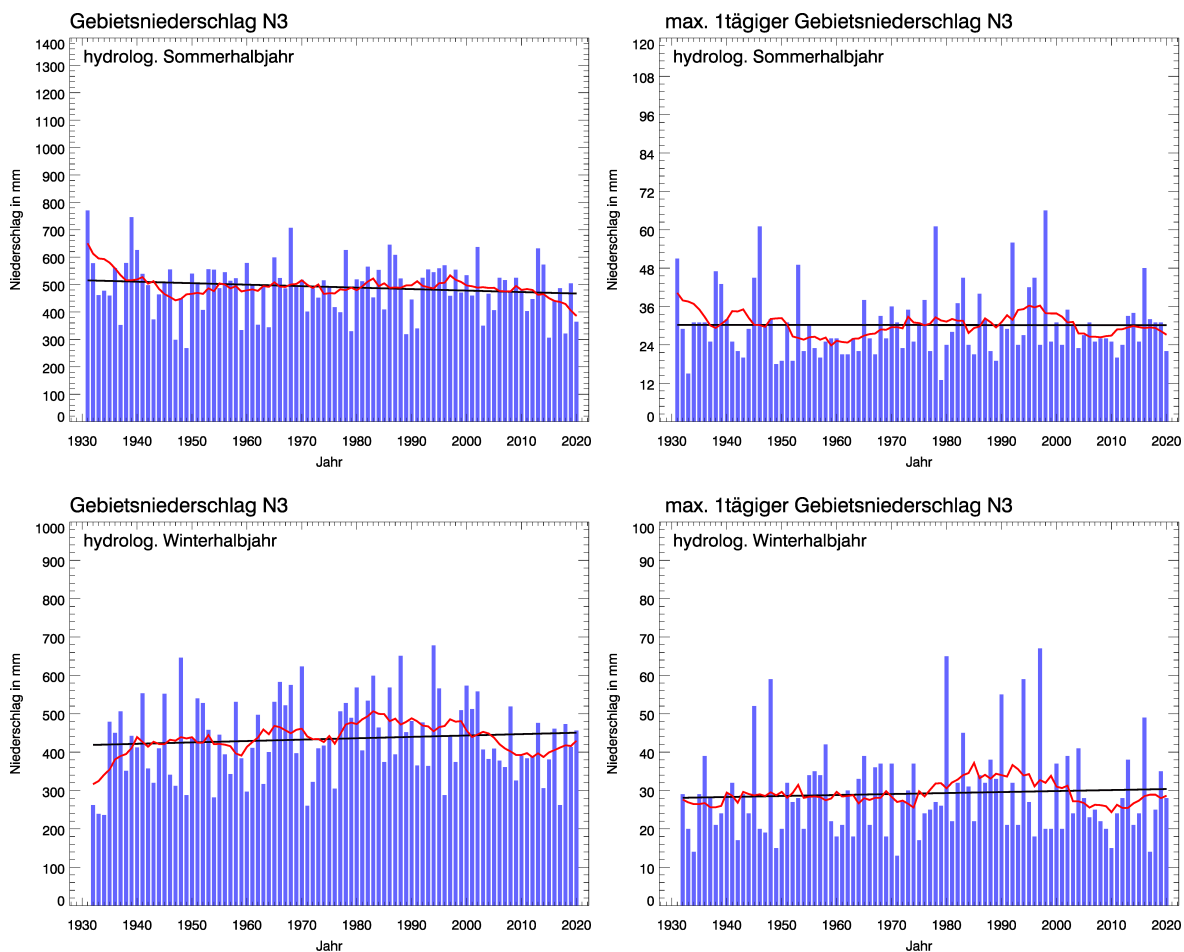 Gebietsniederschlag N3
hydrolog. Sommerhalbjahr
Niederschlag in mm
1400
1300
1200
1100
1000
900
800
700
600
500
400
300
200
100
0
1930 1940 1950 1960 1970 1980 1990 2000 2010 2020
Jahr
max. 1tägiger Gebietsniederschlag N3
hydrolog. Sommerhalbjahr
Niederschlag in mm
120
108
96
84
72
60
48
36
24
12
0
1930 1940 1950 1960 1970 1980 1990 2000 2010 2020
Jahr
Gebietsniederschlag N3
hydrolog. Winterhalbjahr
Niederschlag in mm
1000
900
800
700
600
500
400
300
200
100
0
1930 1940 1950 1960 1970 1980 1990 2000 2010 2020
Jahr
max. 1tägiger Gebietsniederschlag N3
hydrolog. Winterhalbjahr
Niederschlag in mm
100
90
80
70
60
50
40
30
20
10
0
1930 1940 1950 1960 1970 1980 1990 2000 2010 2020
Jahr